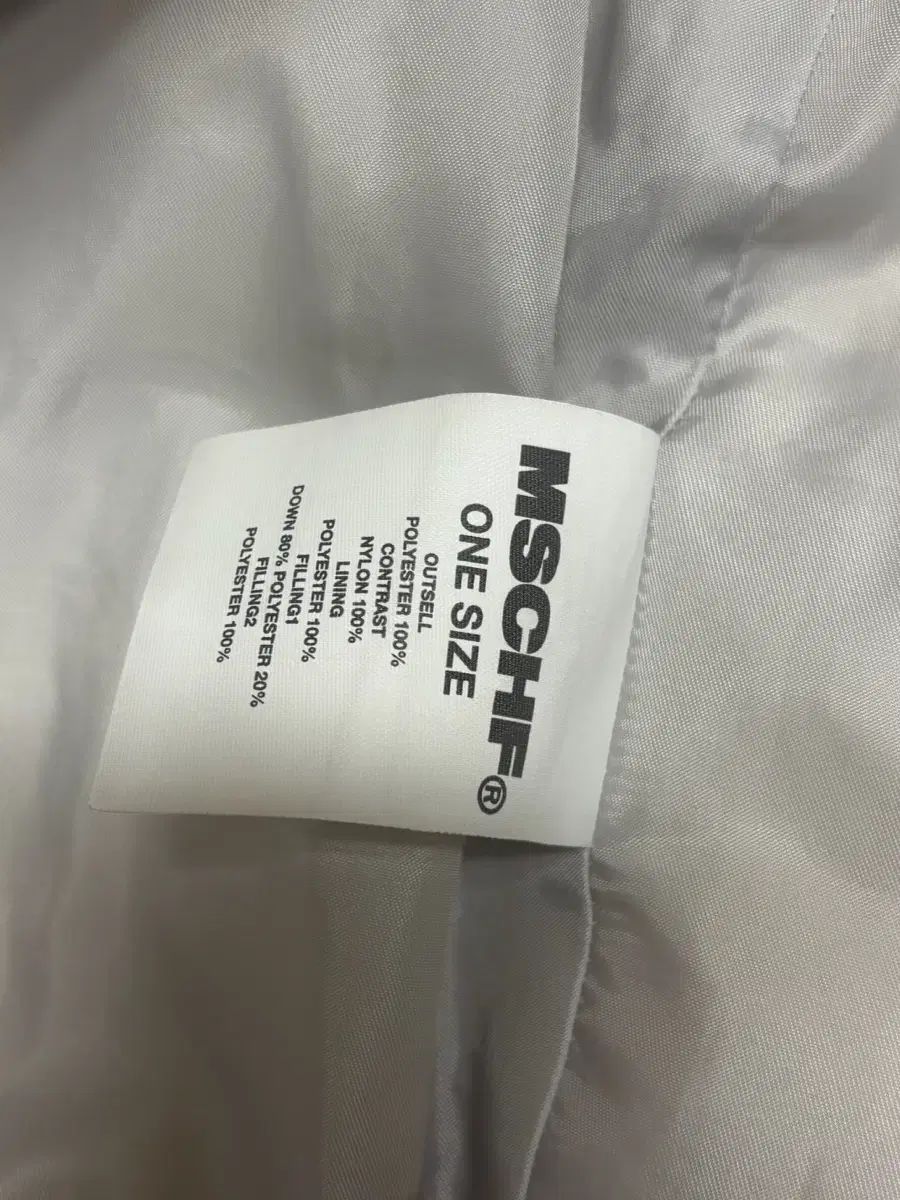 MSCHF®
ONE SIZE
OUTSELL
POLYESTER 100%
CONTRAST
NYLON 100%
LINING
POLYESTER 100%
FILLING1
DOWN 80% POLYESTER 20%
FILLING2
POLYESTER 100%